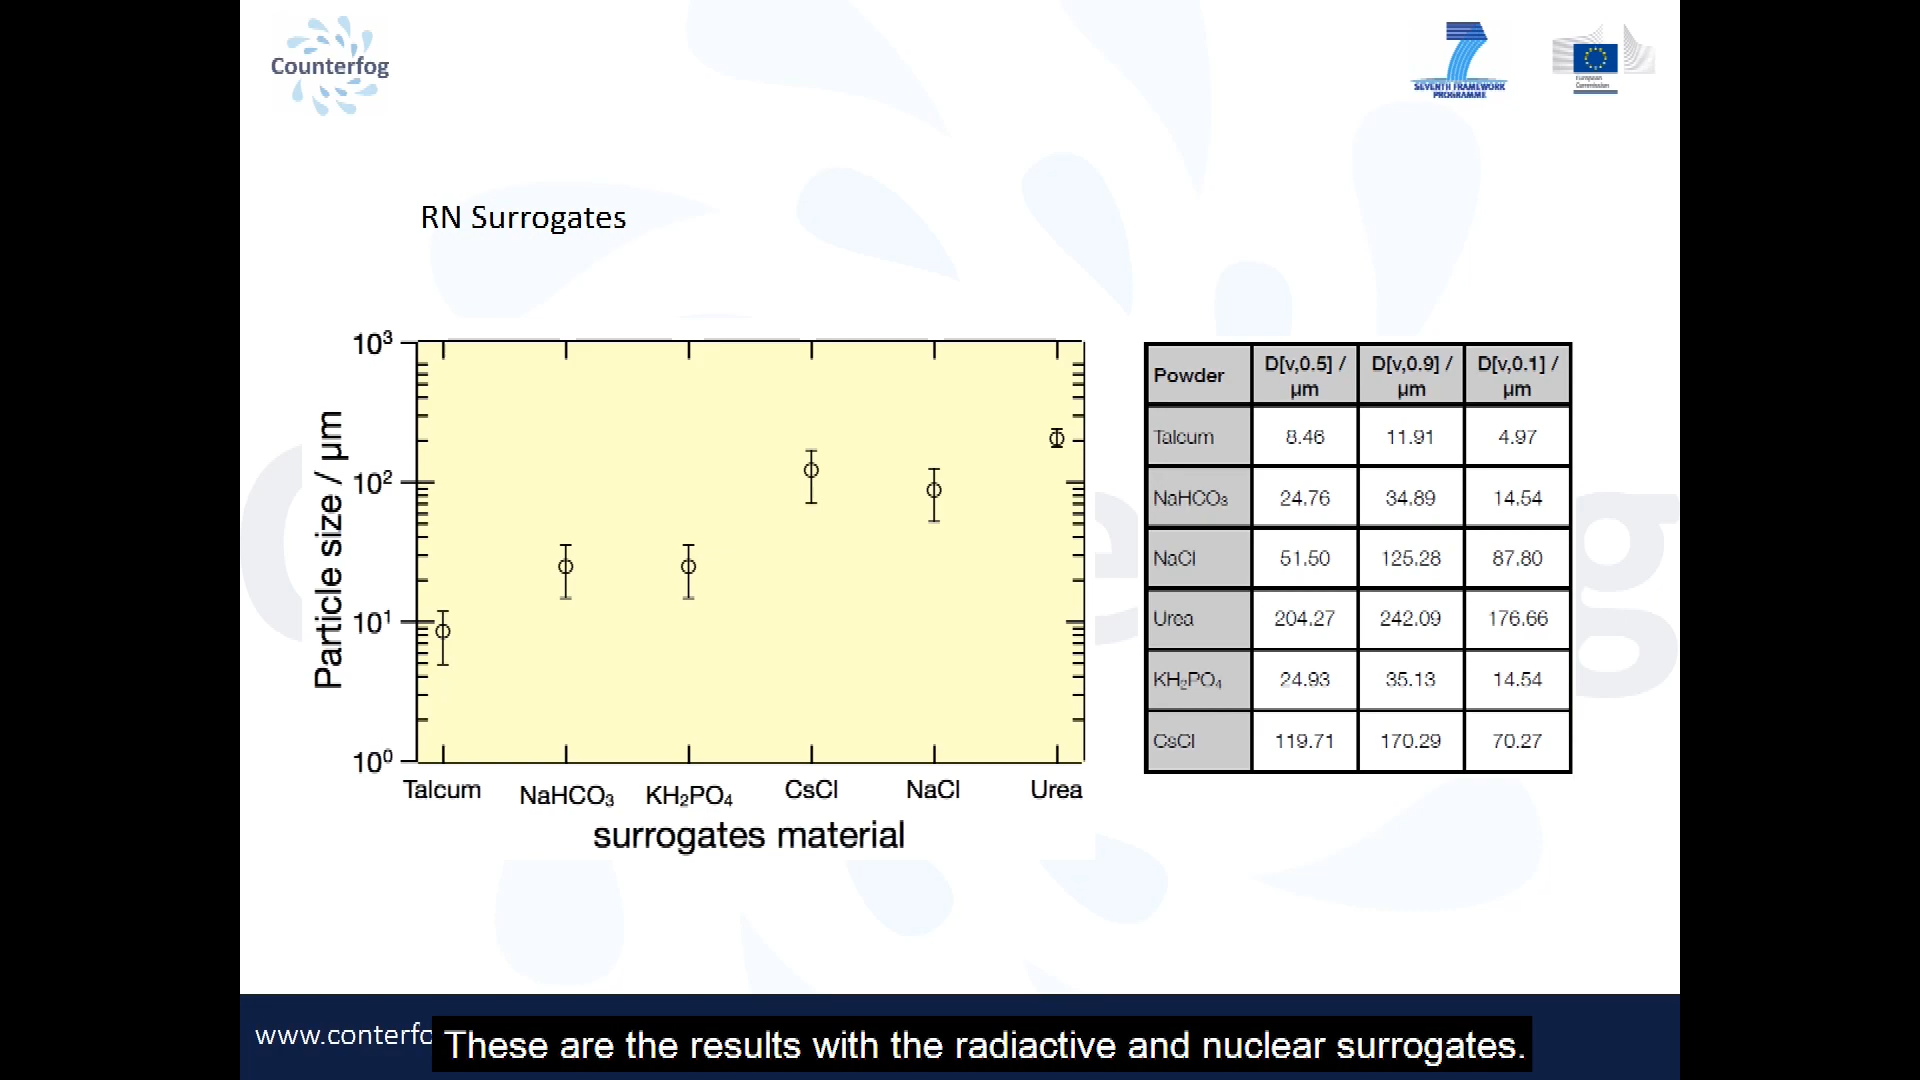 Counterfog
SEVENTH FRAMEWORK
PROGRAMME
European
Commission
RN Surrogates
10³
10²
10¹
10⁰
Particle size / µm
Talcum NaHCO₃ KH₂PO₄ CsCl NaCl Urea
surrogates material
Powder D[v,0.5] / µm D[v,0.9] / µm D[v,0.1] / µm
Talcum 8.46 11.91 4.97
NaHCO₃ 24.76 34.89 14.54
NaCl 51.50 125.28 87.80
Urea 204.27 242.09 176.66
KH₂PO₄ 24.93 35.13 14.54
CsCl 119.71 170.29 70.27
www.conterfo
These are the results with the radiactive and nuclear surrogates.